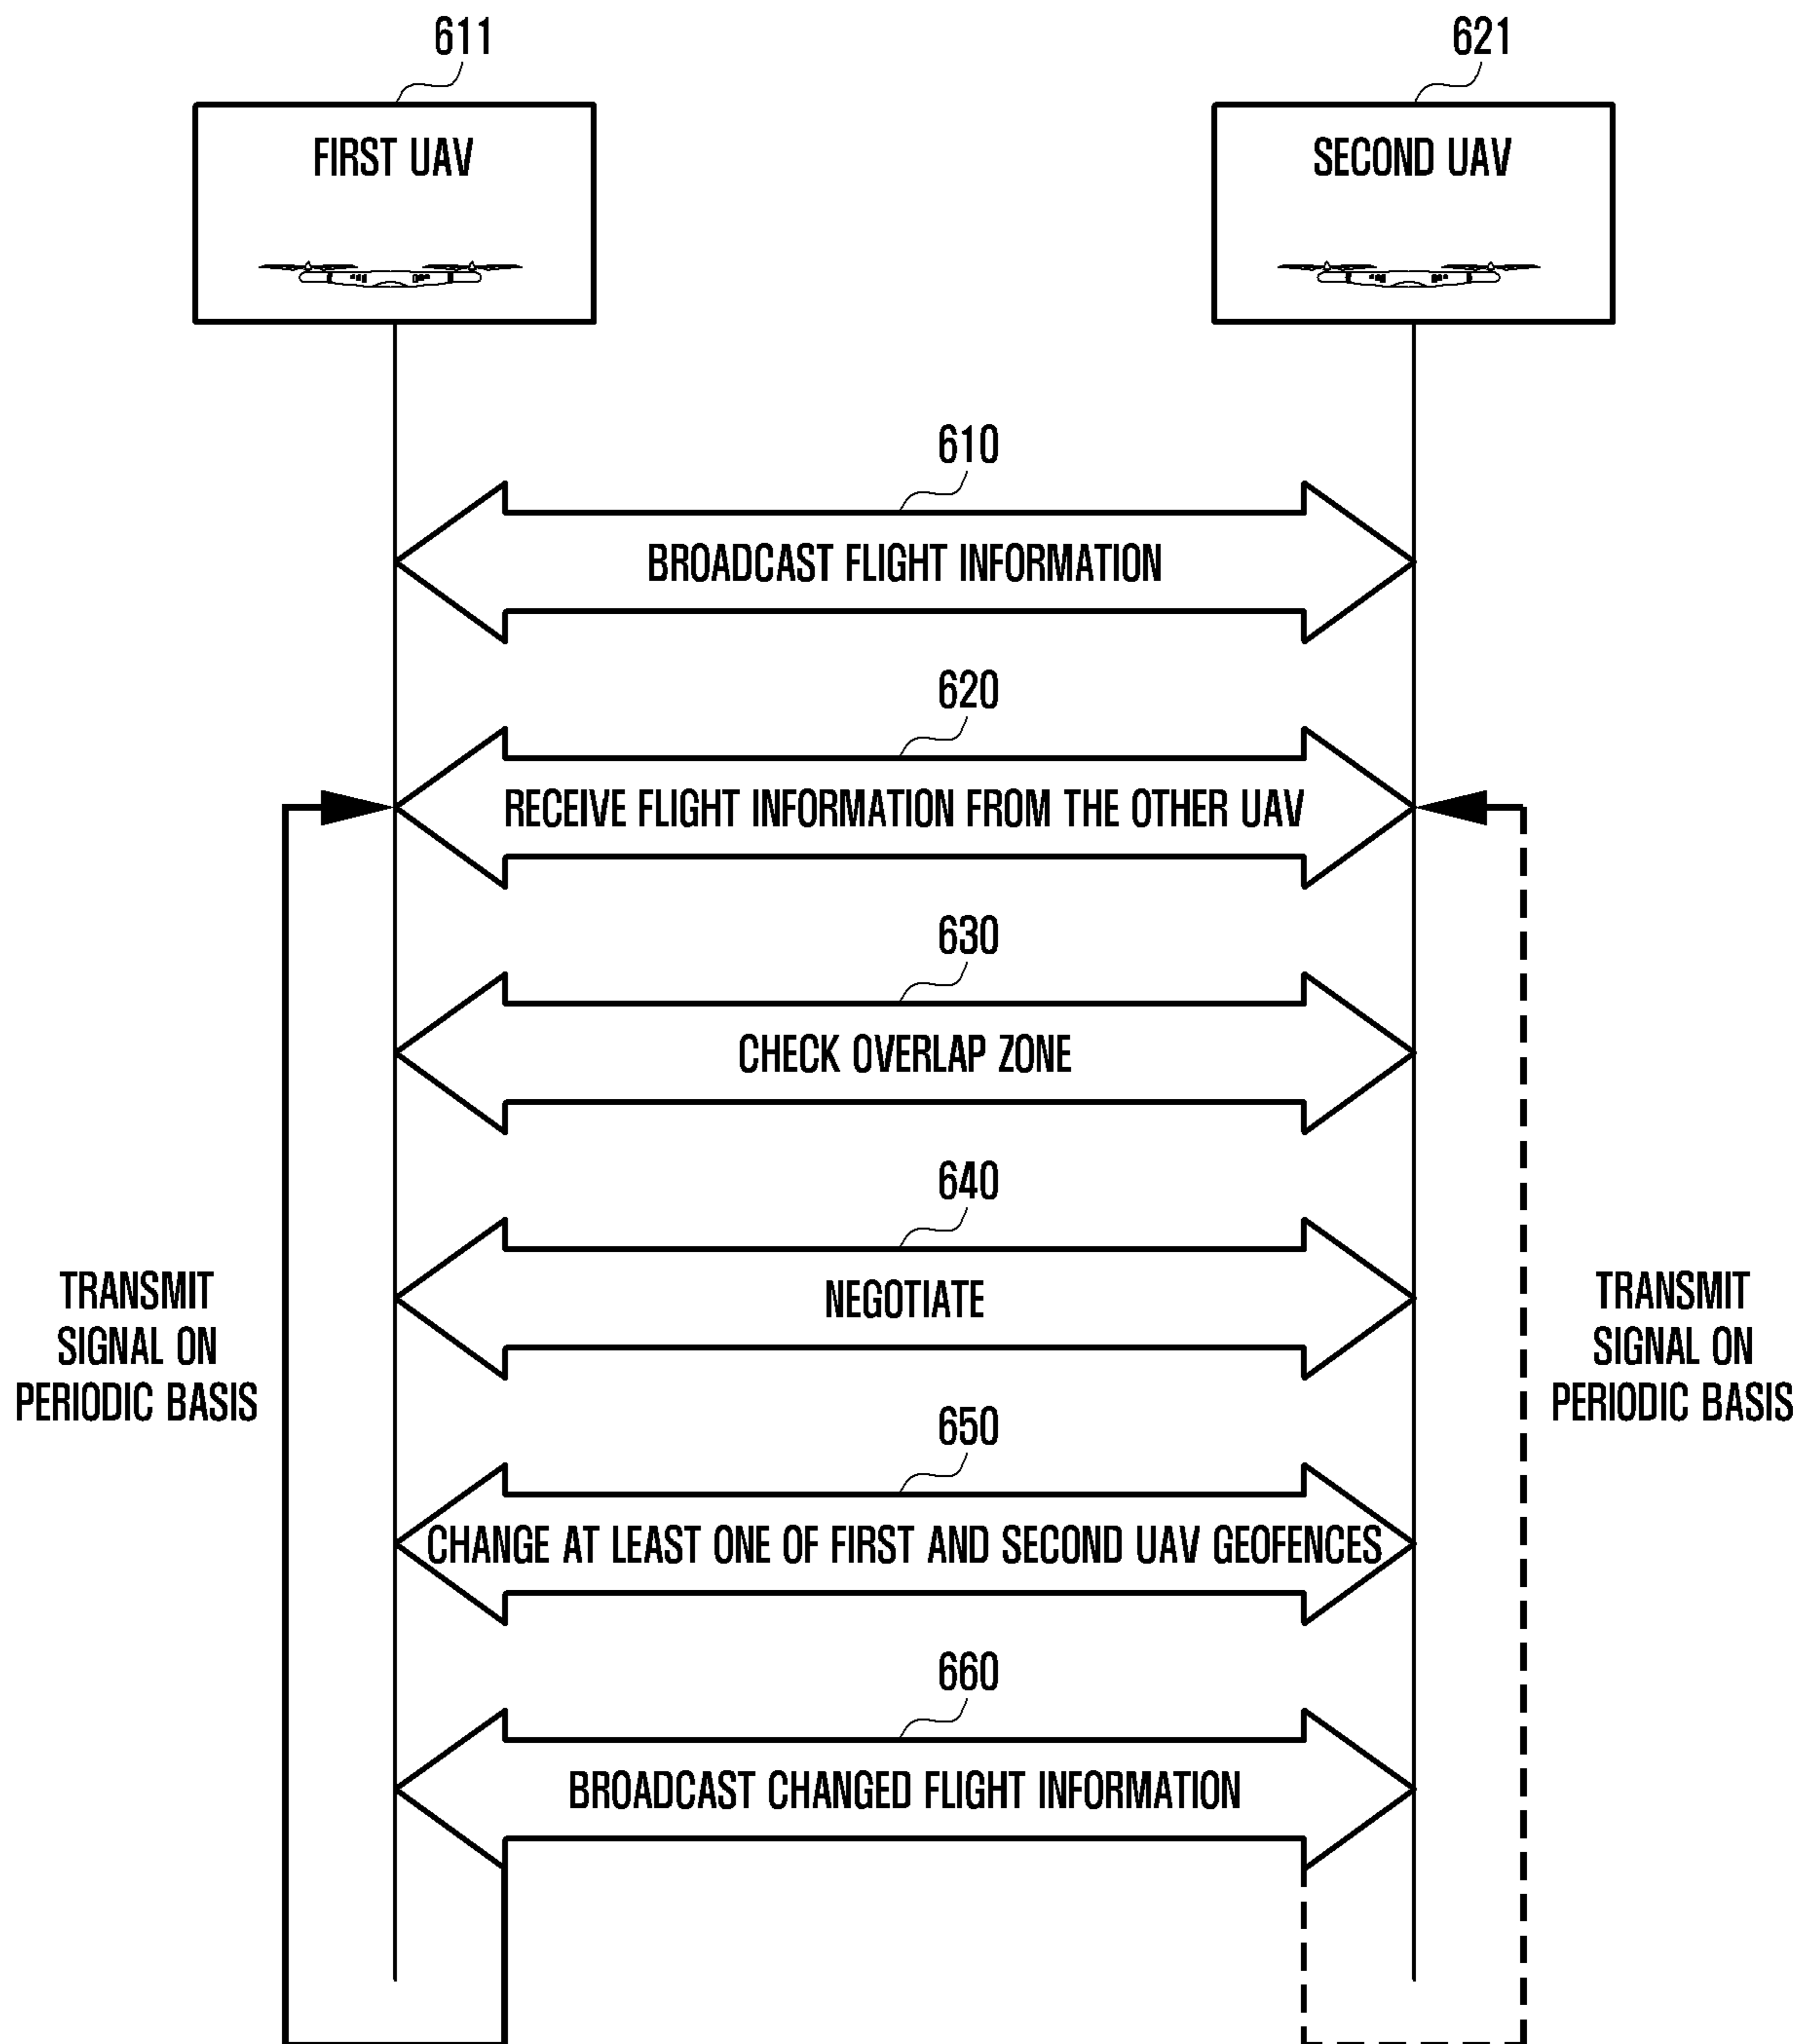 611
621
FIRST UAV
SECOND UAV
610
BROADCAST FLIGHT INFORMATION
620
RECEIVE FLIGHT INFORMATION FROM THE OTHER UAV
630
CHECK OVERLAP ZONE
640
NEGOTIATE
TRANSMIT
SIGNAL ON
PERIODIC BASIS
TRANSMIT
SIGNAL ON
PERIODIC BASIS
650
CHANGE AT LEAST ONE OF FIRST AND SECOND UAV GEOFENCES
660
BROADCAST CHANGED FLIGHT INFORMATION